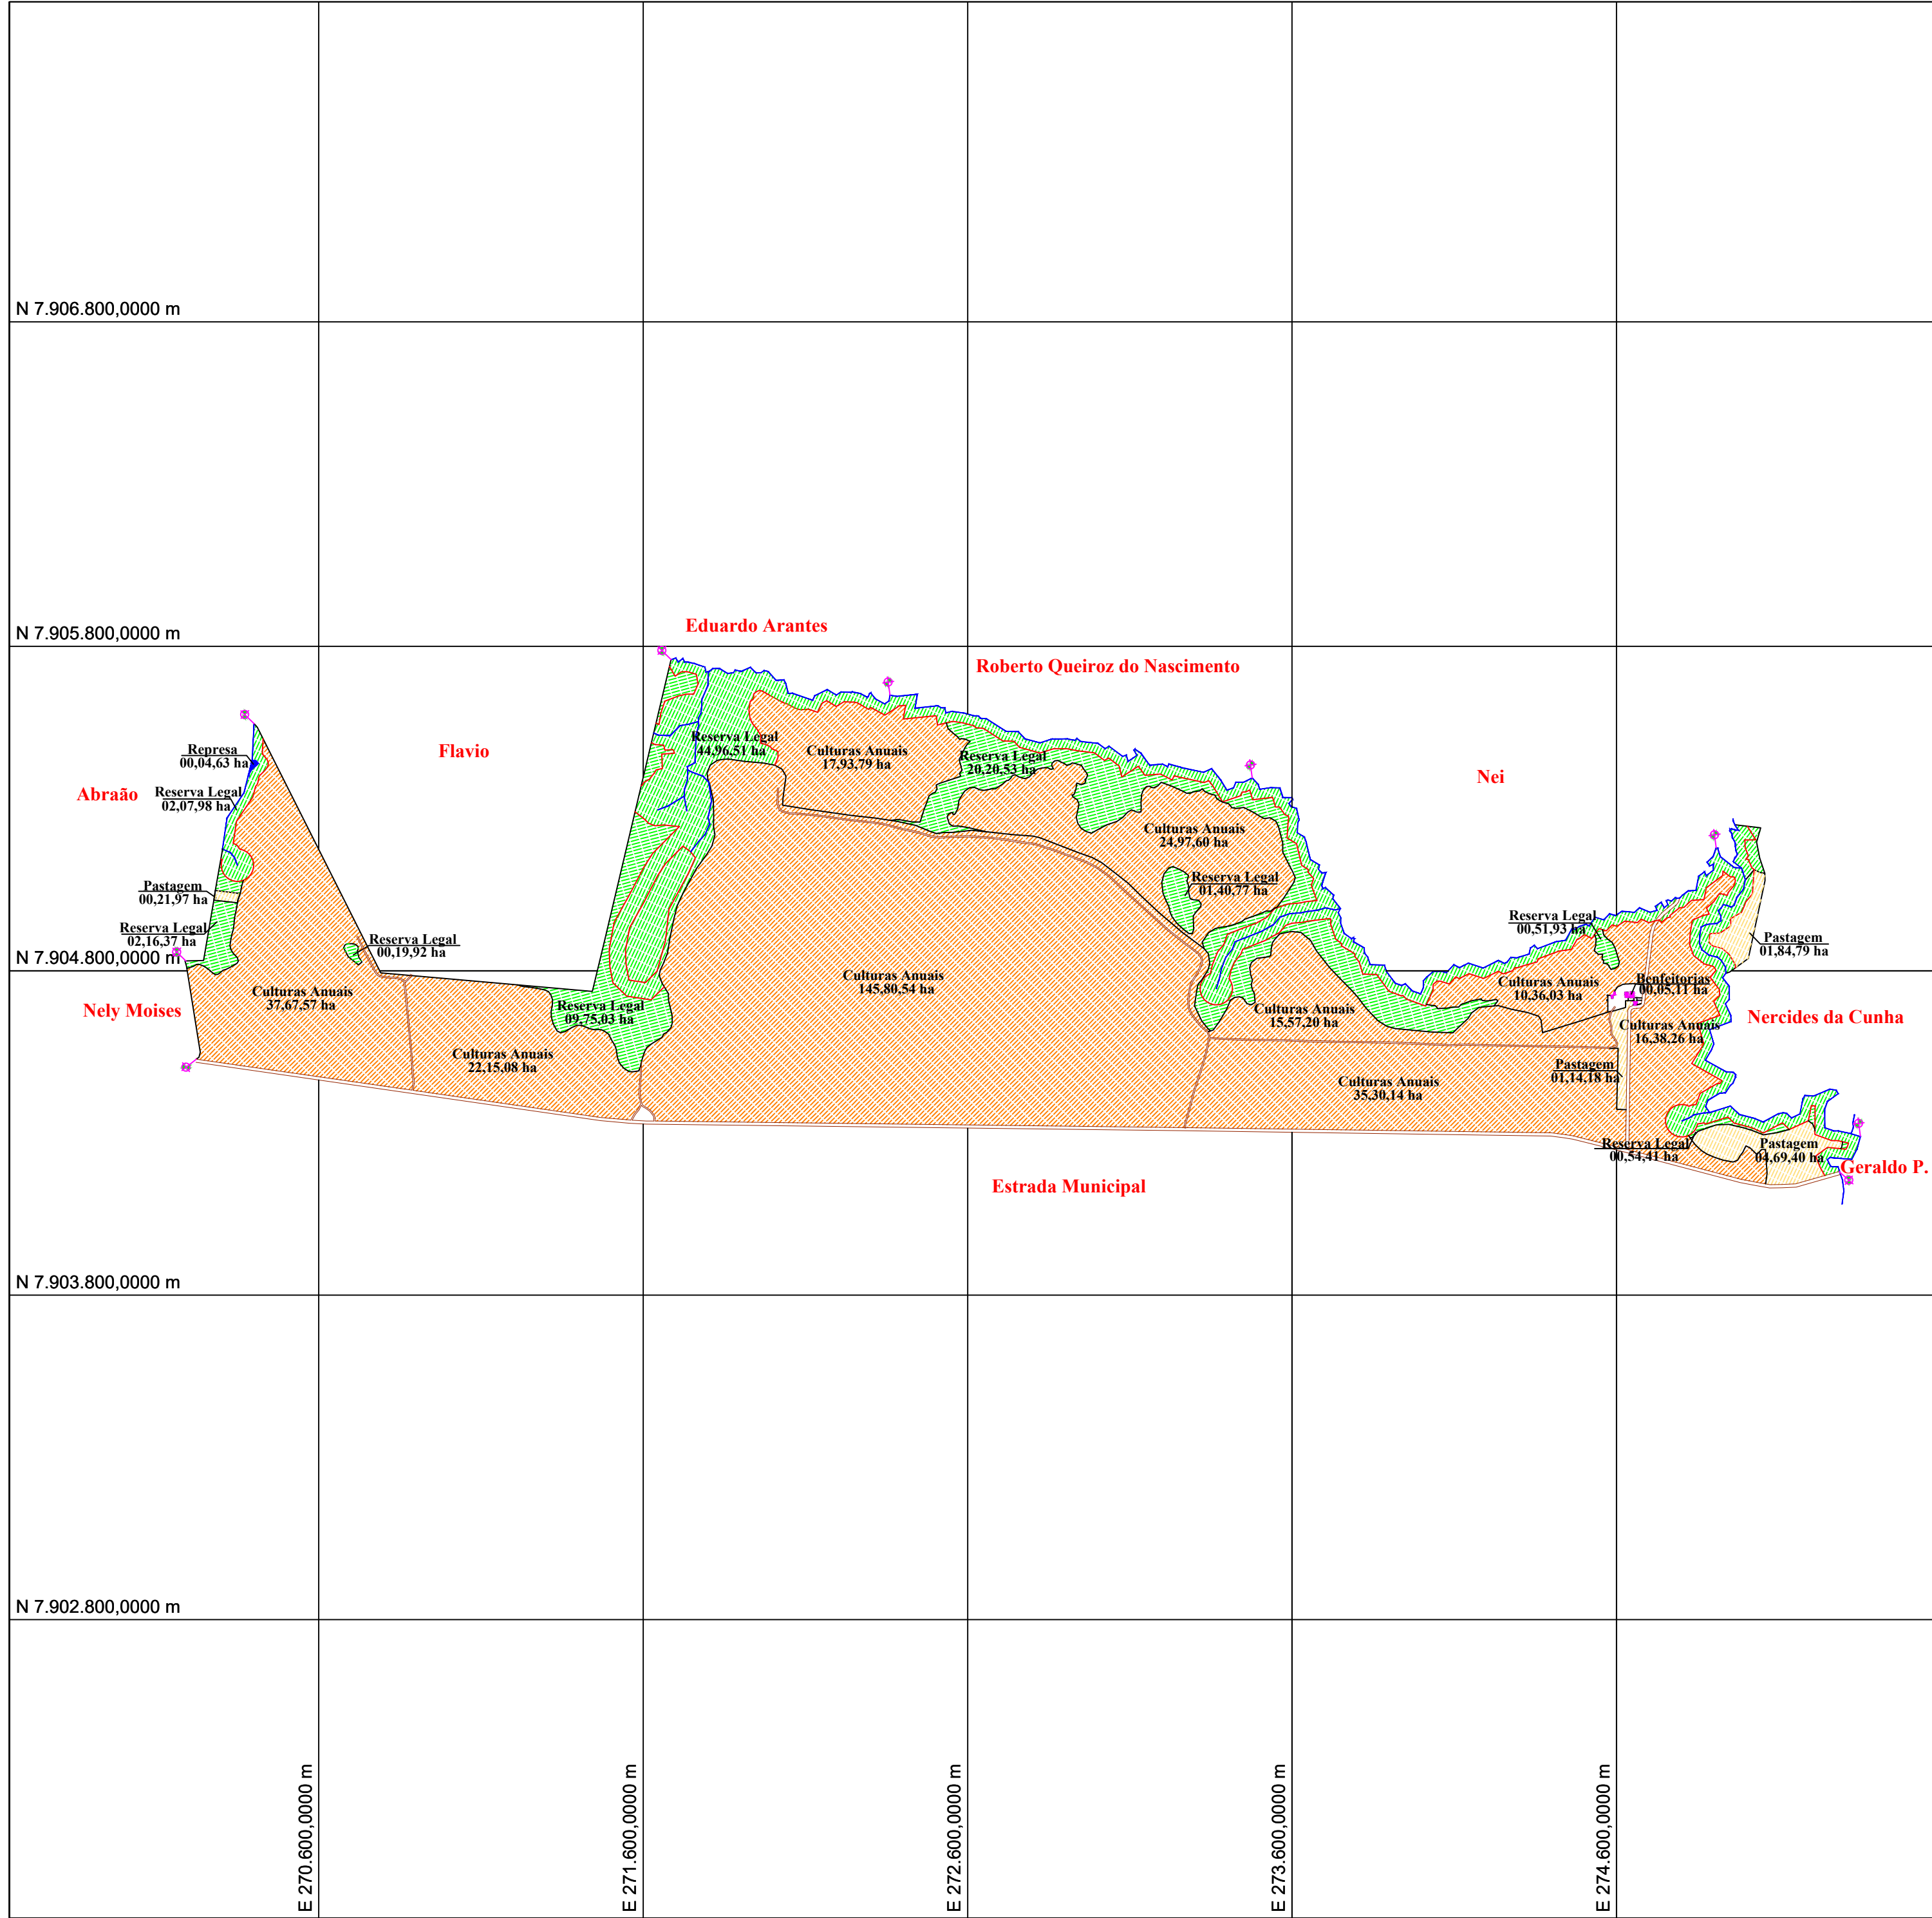 N 7.906.800,0000 m
N 7.905.800,0000 m
Eduardo Arantes
Roberto Queiroz do Nascimento
Represa
00,04,63 ha
Flavio
Reserva Legal
44,96,51 ha
Culturas Anuais
17,93,79 ha
Reserva Legal
20,20,53 ha
Nei
Abraão
Reserva Legal
02,07,98 ha
Culturas Anuais
24,97,60 ha
Pastagem
00,21,97 ha
Reserva Legal
01,40,77 ha
Reserva Legal
02,16,37 ha
Reserva Legal
00,19,92 ha
Reserva Legal
00,51,93 ha
Pastagem
01,84,79 ha
N 7.904.800,0000 m
Culturas Anuais
37,67,57 ha
Culturas Anuais
145,80,54 ha
Culturas Anuais
10,36,03 ha
Benfeitorias
00,05,11 ha
Nely Moises
Reserva Legal
09,75,03 ha
Culturas Anuais
15,57,20 ha
Culturas Anuais
16,38,26 ha
Nercides da Cunha
Culturas Anuais
22,15,08 ha
Pastagem
01,14,18 ha
Culturas Anuais
35,30,14 ha
Reserva Legal
00,54,41 ha
Pastagem
04,69,40 ha
Geraldo P.
Estrada Municipal
N 7.903.800,0000 m
N 7.902.800,0000 m
E 270.600,0000 m
E 271.600,0000 m
E 272.600,0000 m
E 273.600,0000 m
E 274.600,0000 m